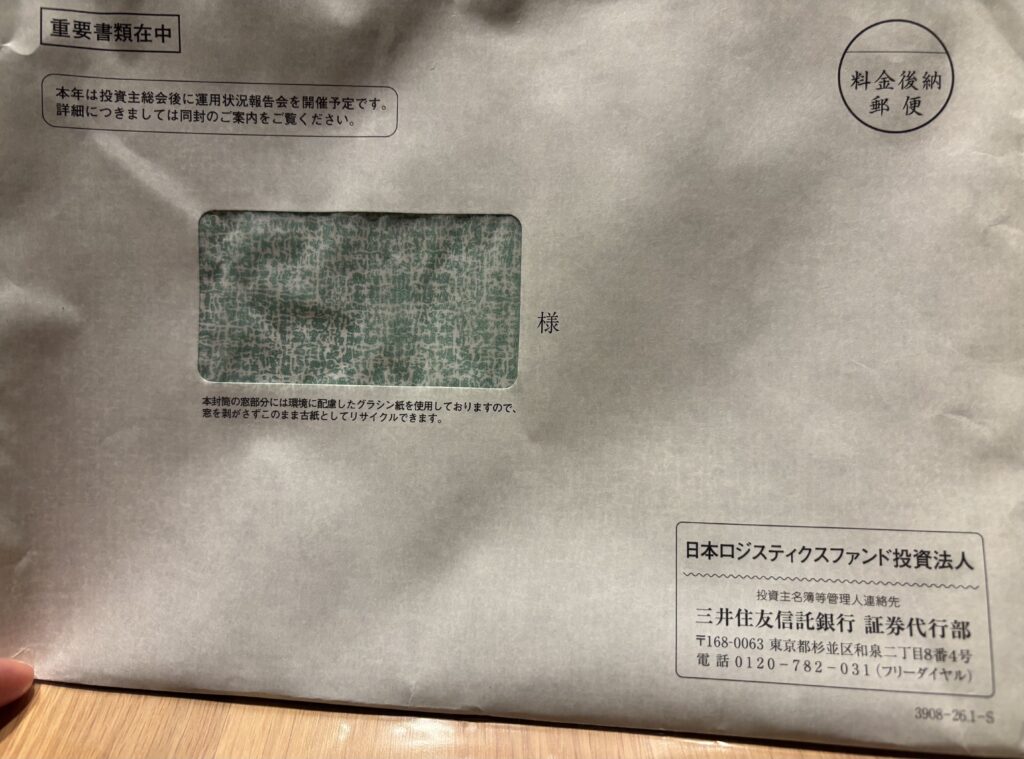 重要書類在中
本年は投資主総会後に運用状況報告会を開催予定です。
詳細につきましては同封のご案内をご覧ください。
料金後納
郵便
様
本封筒の窓部分には環境に配慮したグラシン紙を使用しておりますので、
窓を剥がさずこのまま古紙としてリサイクルできます。
日本ロジスティクスファンド投資法人
投資主名簿等管理人連絡先
三井住友信託銀行 証券代行部
〒168-0063 東京都杉並区和泉二丁目8番4号
電話 0120-782-031(フリーダイヤル)
3908-26.1-S